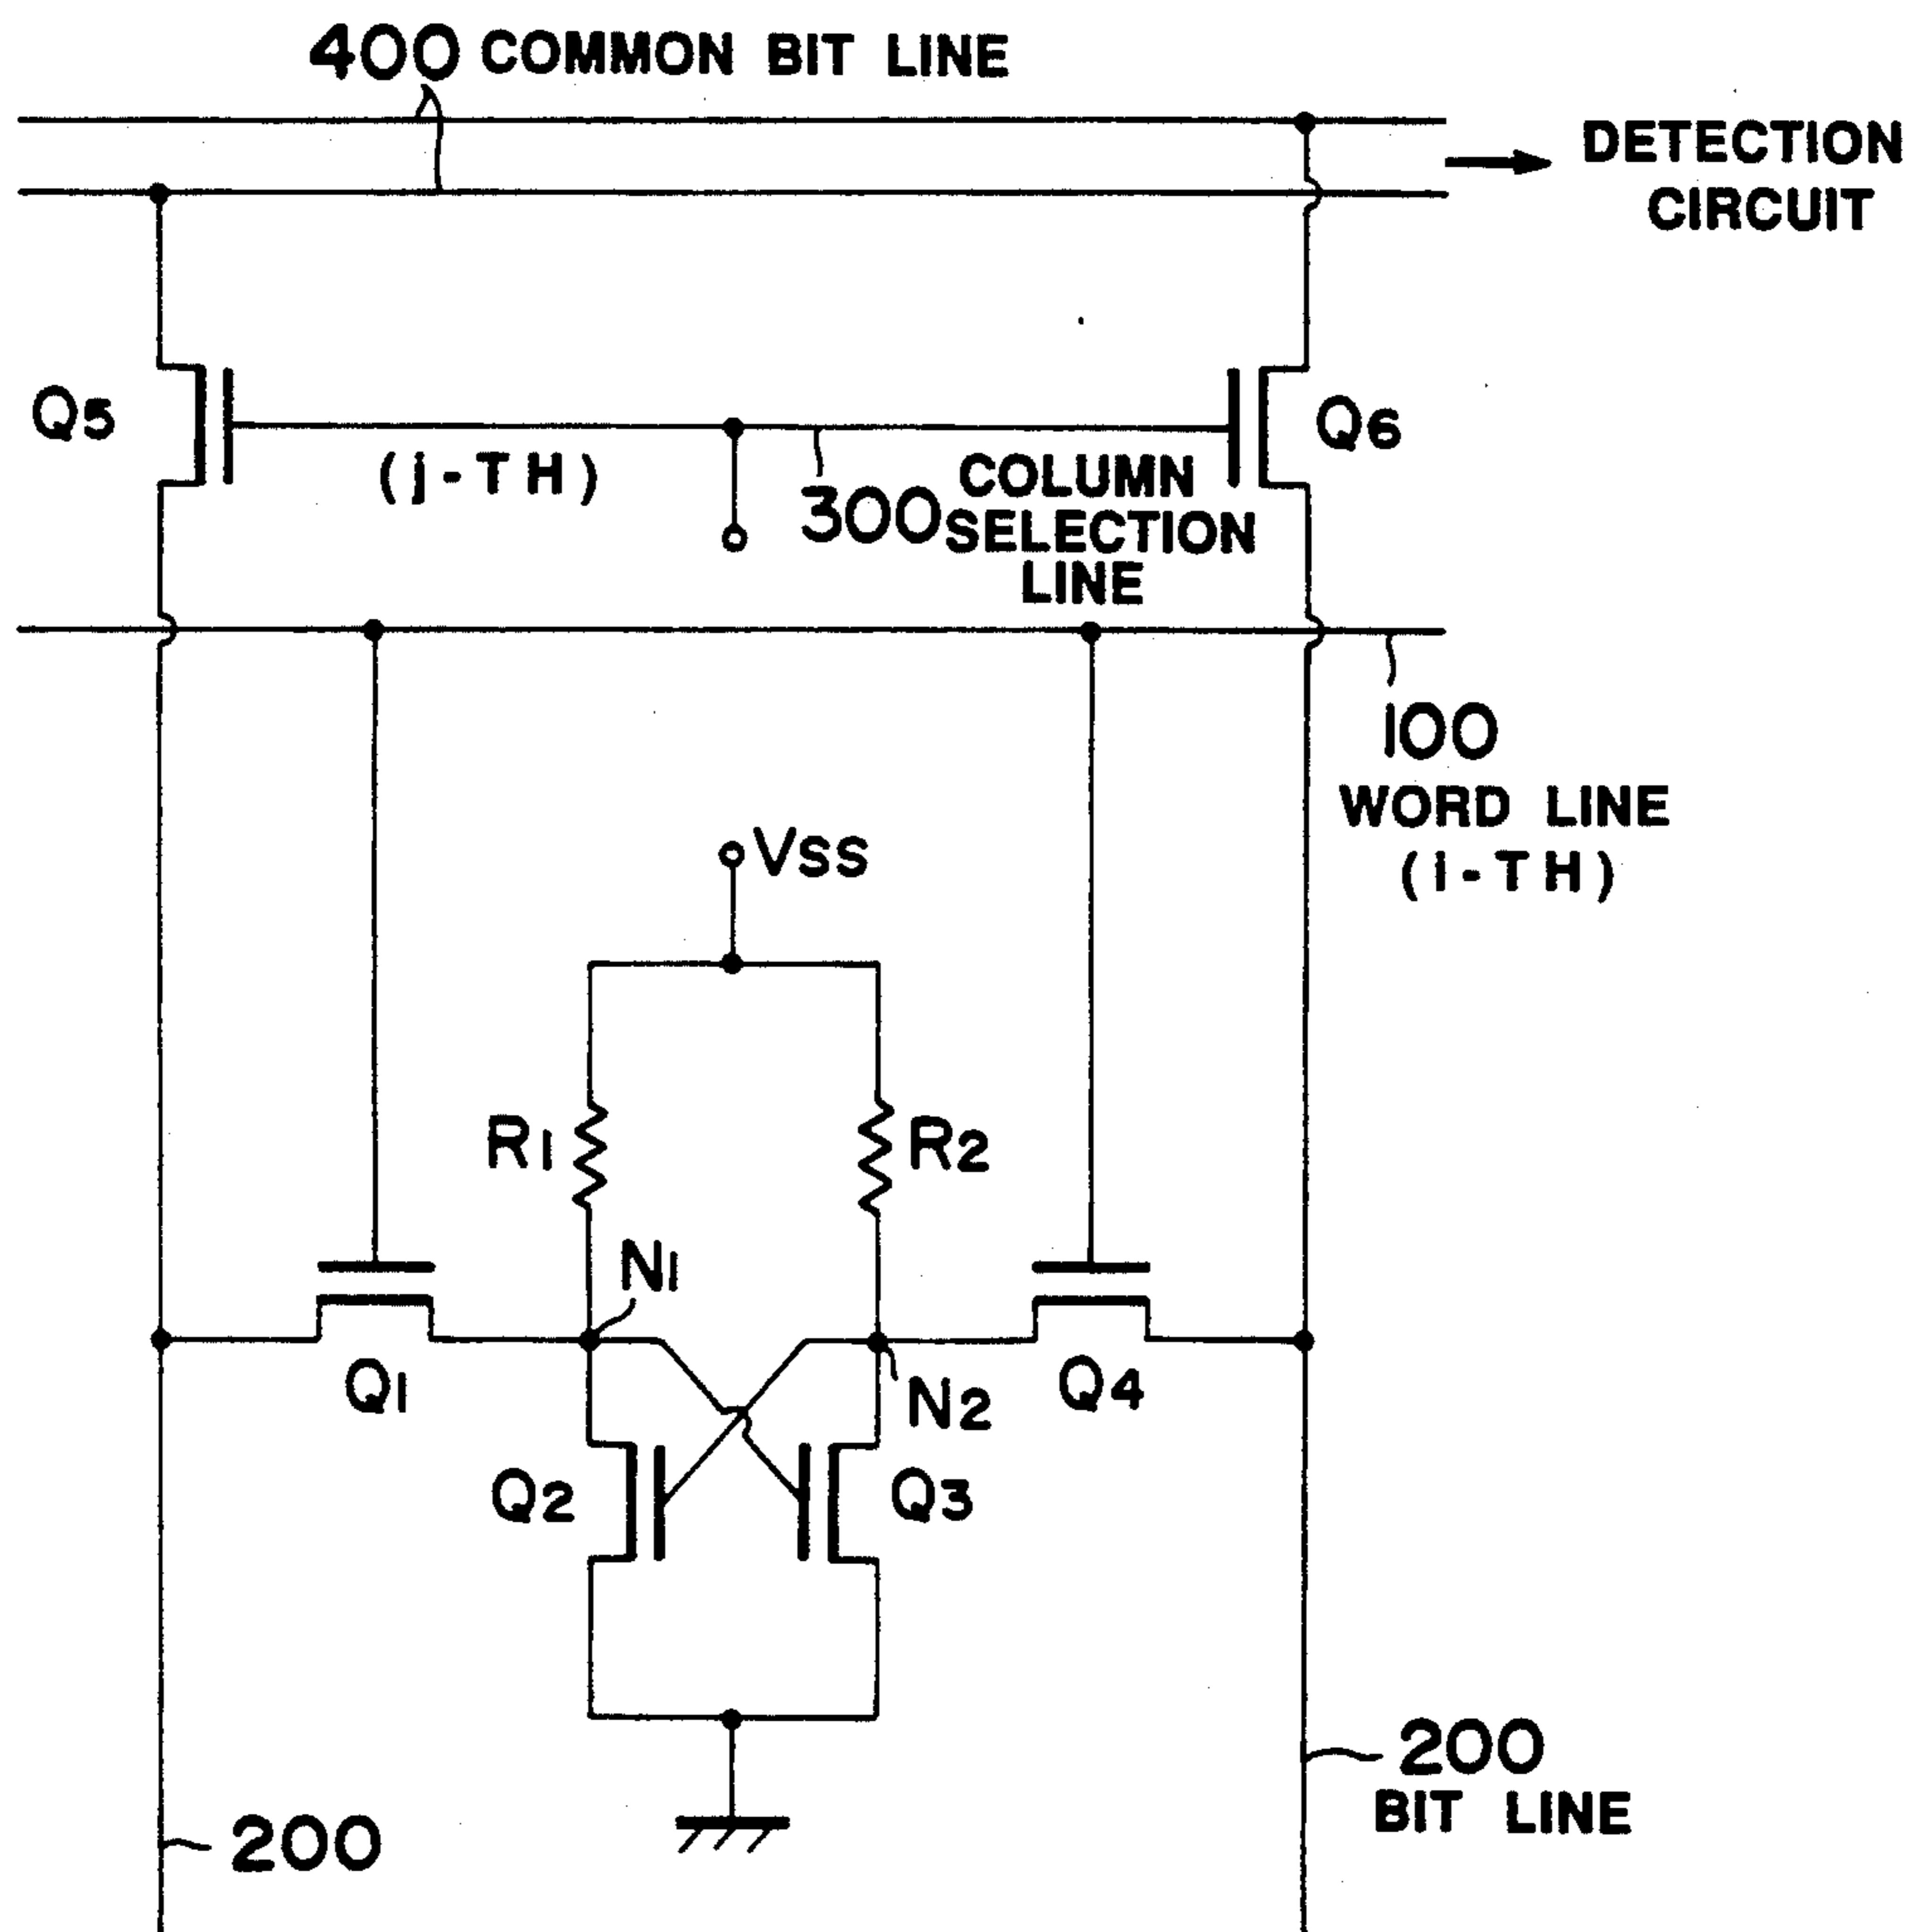 400 COMMON BIT LINE
DETECTION
CIRCUIT
Q5
Q6
(j-TH)
300 COLUMN
SELECTION
LINE
100
WORD LINE
(i-TH)
VSS
R1
R2
N1
Q1
N2
Q4
Q2
Q3
200
BIT LINE
200